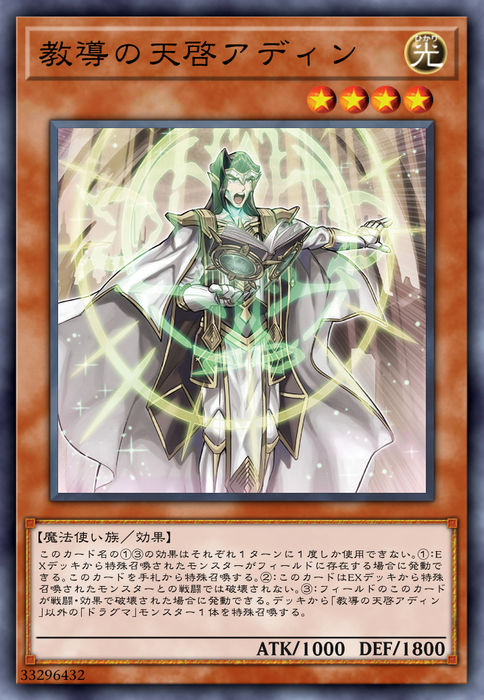 教導の天啓アディン
ひかり
光
【魔法使い族／効果】
このカード名の①③の効果はそれぞれ１ターンに１度しか使用できない。①：E
Xデッキから特殊召喚されたモンスターがフィールドに存在する場合に発動で
きる。このカードを手札から特殊召喚する。②：このカードはEXデッキから特殊
召喚されたモンスターとの戦闘では破壊されない。③：フィールドのこのカード
が戦闘・効果で破壊された場合に発動できる。デッキから「教導の天啓アディン
」以外の「ドラグマ」モンスター１体を特殊召喚する。
ATK/1000 DEF/1800
33296432